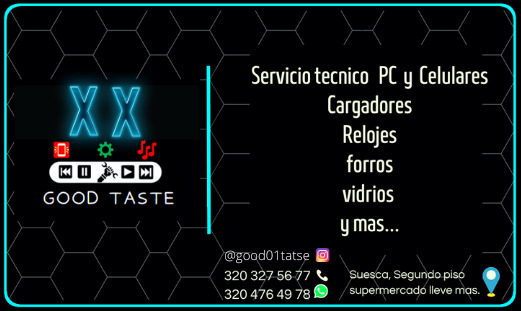 XX
GOOD TASTE
Servicio tecnico PC y Celulares
Cargadores
Relojes
forros
vidrios
y mas...
@good01tatse
320 327 56 77
320 476 49 78
Suesca, Segundo piso
supermercado lleve mas.